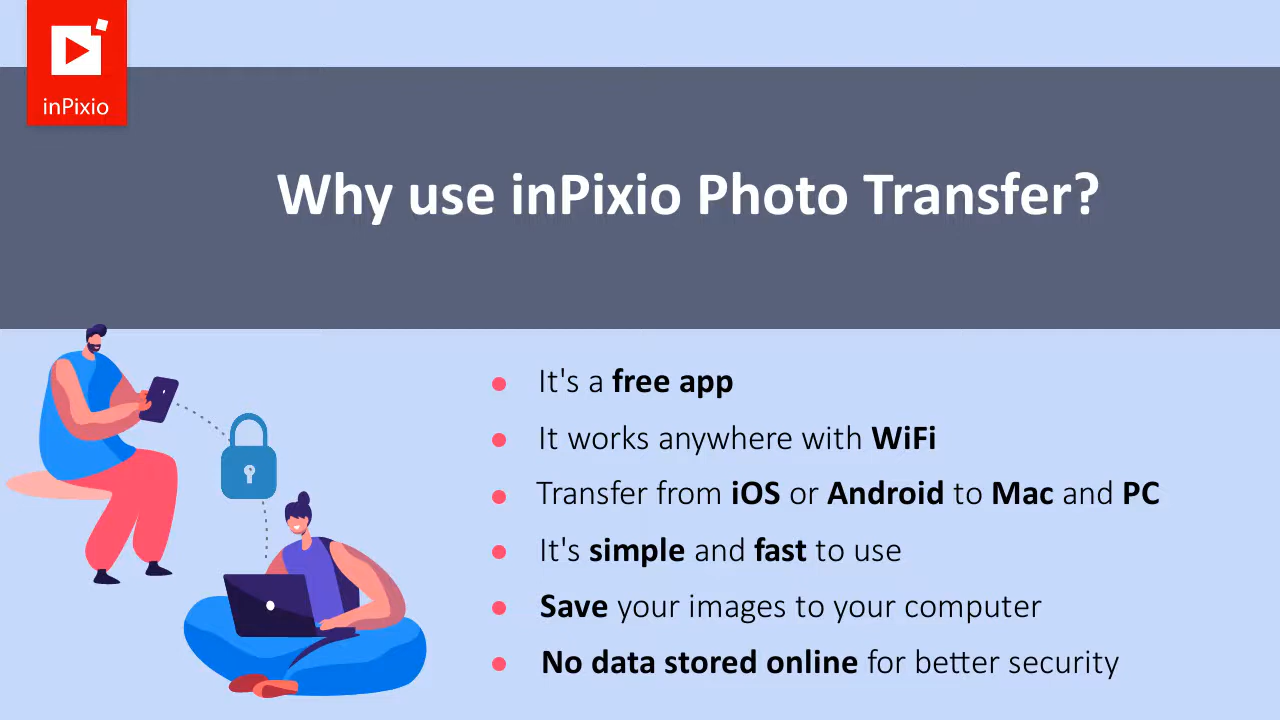 inPixio
Why use inPixio Photo Transfer?
It's a free app
It works anywhere with WiFi
Transfer from iOS or Android to Mac and PC
It's simple and fast to use
Save your images to your computer
No data stored online for better security